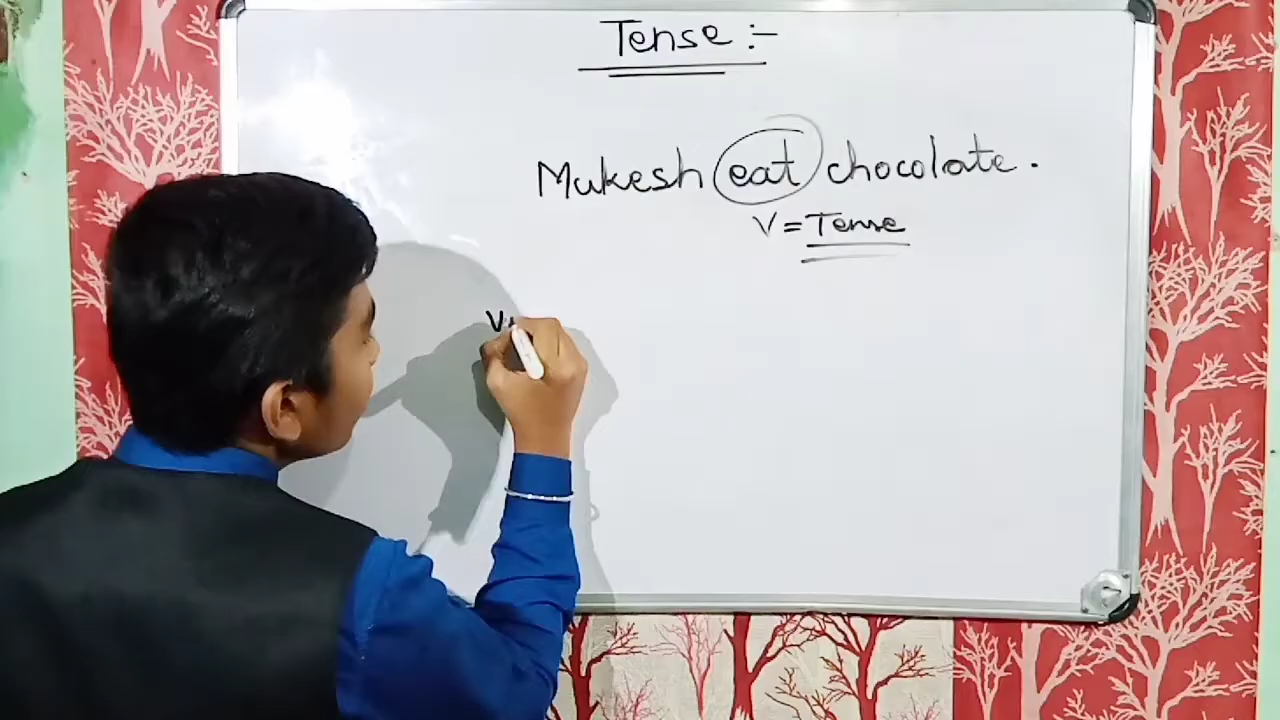 Tense :-
Mukesh eat chocolate.
V = Tense
V